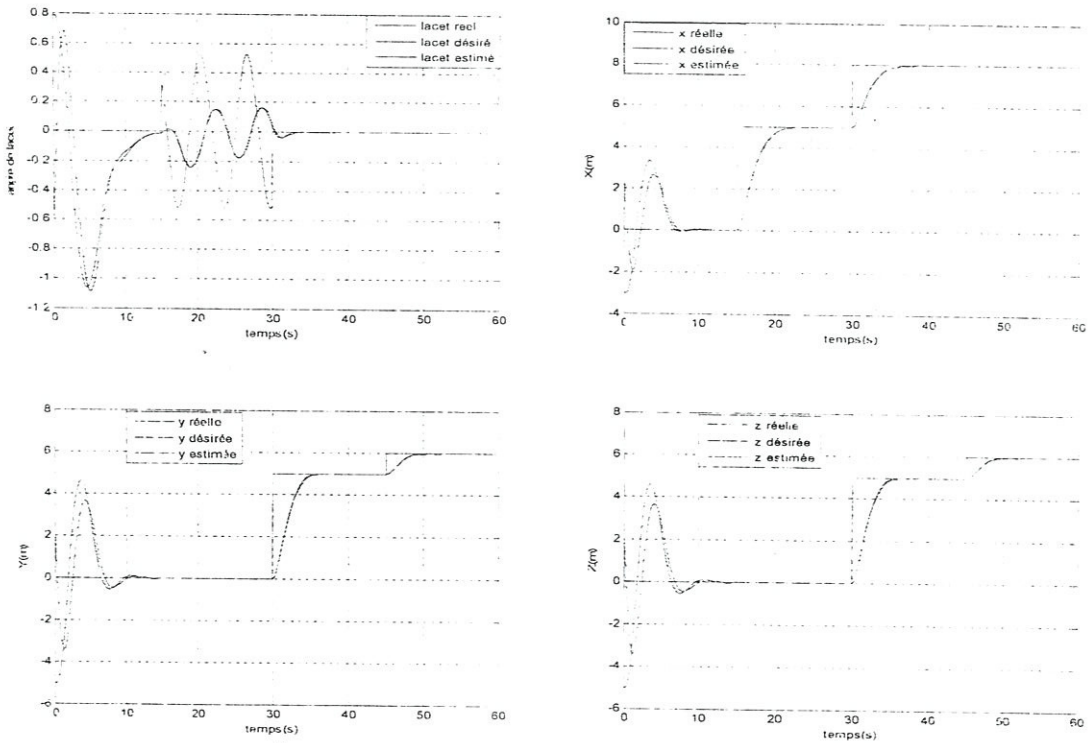 0.8
0.6
0.4
0.2
0
-0.2
-0.4
-0.6
-0.8
-1
0 10 20 30 40 50 60
temps(s)
lacet reel
lacet désiré
lacet estimé
10
8
6
4
2
0
-2
-4
X(m)
10 20 30 40 50 60
temps(s)
x réelle
x désirée
x estimée
8
6
4
2
0
-2
-4
Y(m)
0 10 20 30 40 50 60
temps(s)
y réelle
y désirée
y estimée
8
6
4
2
0
-2
-4
-6
Z(m)
0 10 20 30 40 50 60
temps(s)
z réelle
z désirée
z estimée